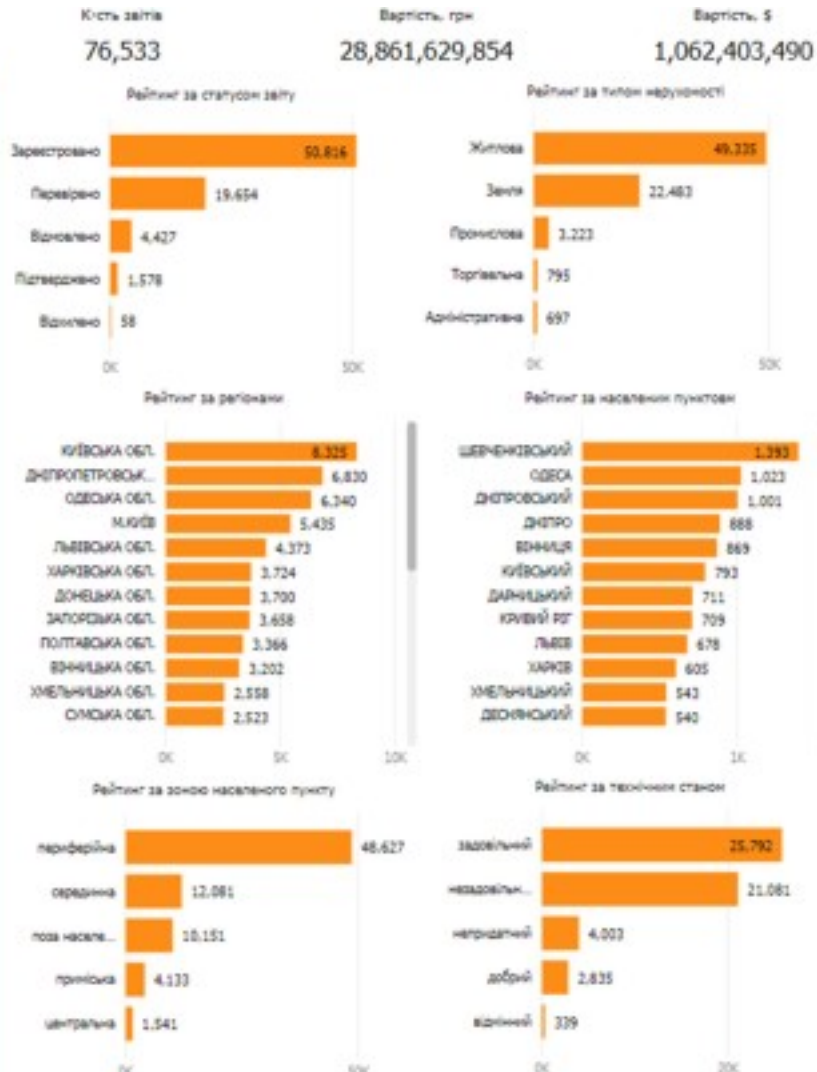 К-сть звітів Вартість, грн Вартість, $
76,533 28,861,629,854 1,062,403,490
Рейтинг за статусом звіту
Зареєстровано 50,816
Перевірено 19,654
Відмовлено 4,427
Підтверджено 1,578
Відхилено 58
0K 50K
Рейтинг за типом нерухомості
Житлова 49,335
Земля 22,483
Промислова 3,223
Торгівельна 795
Адміністративна 697
0K 50K
Рейтинг за регіонами
КИЇВСЬКА ОБЛ. 8,325
ДНІПРОПЕТРОВСЬК... 6,830
ОДЕСЬКА ОБЛ. 6,340
М.КИЇВ 5,435
ЛЬВІВСЬКА ОБЛ. 4,373
ХАРКІВСЬКА ОБЛ. 3,724
ДОНЕЦЬКА ОБЛ. 3,700
ЗАПОРІЗЬКА ОБЛ. 3,658
ПОЛТАВСЬКА ОБЛ. 3,366
ВІННИЦЬКА ОБЛ. 3,202
ХМЕЛЬНИЦЬКА ОБЛ. 2,558
СУМСЬКА ОБЛ. 2,523
0K 5K 10K
Рейтинг за населеним пунктом
ШЕВЧЕНКІВСЬКИЙ 1,393
ОДЕСА 1,023
ДНІПРОВСЬКИЙ 1,001
ДНІПРО 888
ВІННИЦЯ 869
КИЇВСЬКИЙ 793
ДАРНИЦЬКИЙ 711
КРИВИЙ РІГ 709
ЛЬВІВ 678
ХАРКІВ 605
ХМЕЛЬНИЦЬКИЙ 543
ДЕСНЯНСЬКИЙ 540
0K 1K
Рейтинг за зоною населеного пункту
периферійна 48,627
серединна 12,081
поза населе... 10,151
приміська 4,133
центральна 1,541
0K 50K
Рейтинг за технічним станом
задовільний 25,792
незадовільн... 21,081
непридатний 4,003
добрий 2,835
відмінний 339
0K 20K